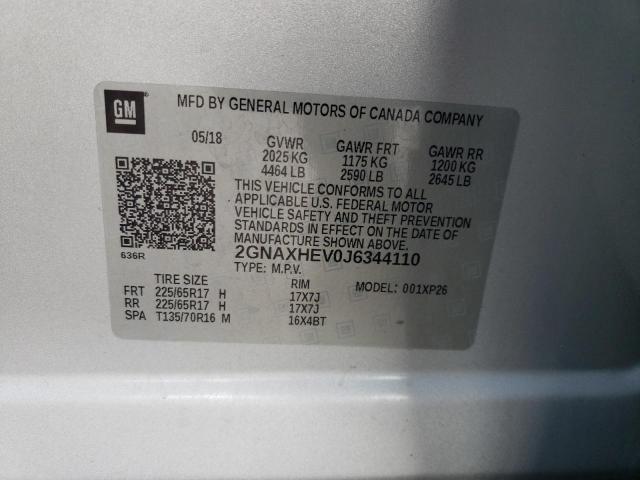 GM
MFD BY GENERAL MOTORS OF CANADA COMPANY
05/18 GVWR GAWR FRT GAWR RR
2025 KG 1175 KG 1200 KG
4464 LB 2590 LB 2645 LB
THIS VEHICLE CONFORMS TO ALL
APPLICABLE U.S. FEDERAL MOTOR
VEHICLE SAFETY AND THEFT PREVENTION
STANDARDS IN EFFECT ON THE DATE OF
MANUFACTURE SHOWN ABOVE.
636R 2GNAXHEV0J6344110
TYPE: M.P.V.
TIRE SIZE RIM MODEL: 001XP26
FRT 225/65R17 H 17X7J
RR 225/65R17 H 17X7J
SPA T135/70R16 M 16X4BT